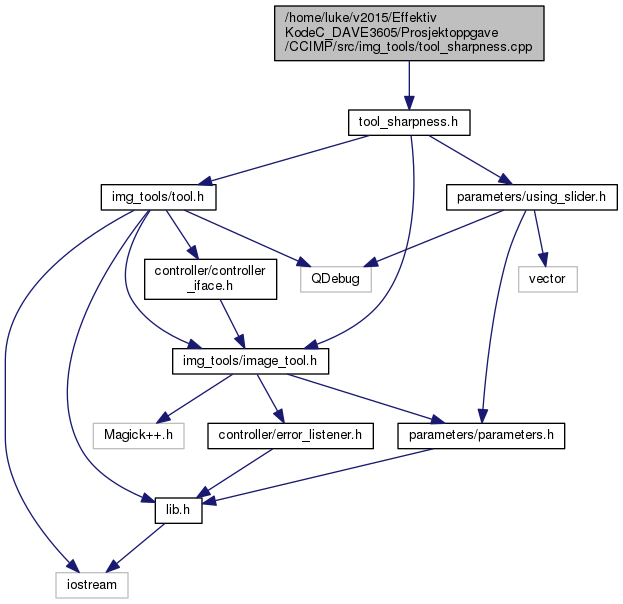 /home/luke/v2015/Effektiv
KodeC_DAVE3605/Prosjektoppgave
/CCIMP/src/img_tools/tool_sharpness.cpp
tool_sharpness.h
img_tools/tool.h
parameters/using_slider.h
controller/controller
_iface.h
QDebug
vector
img_tools/image_tool.h
Magick++.h
controller/error_listener.h
parameters/parameters.h
lib.h
iostream